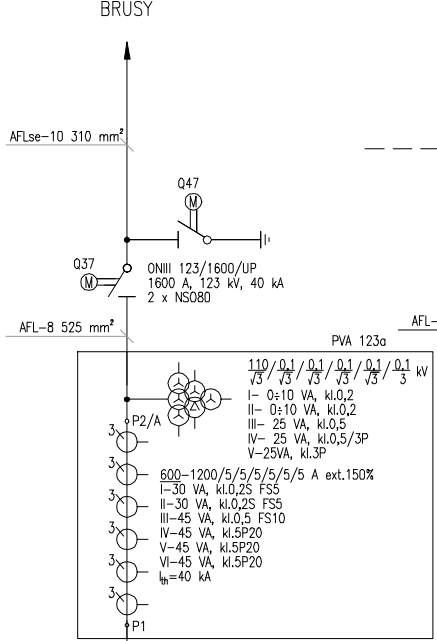 BRUSY
AFLse-10 310 mm²
Q47
M
Q37
M
ONIII 123/1600/UP
1600 A, 123 kV, 40 kA
2 x NSO80
AFL-8 525 mm²
AFL-
PVA 123a
110/√3 / 0,1/√3 / 0,1/√3 / 0,1/√3 / 0,1/√3 / 0,1/3 kV
I- 0÷10 VA, kl.0,2
II- 0÷10 VA, kl.0,2
III- 25 VA, kl.0,5
IV- 25 VA, kl.0,5/3P
V-25VA, kl.3P
P2/A
3
3
600-1200/5/5/5/5/5/5 A ext.150%
I-30 VA, kl.0,2S FS5
3
II-30 VA, kl.0,2S FS5
III-45 VA, kl.0,5 FS10
3
IV-45 VA, kl.5P20
V-45 VA, kl.5P20
3
VI-45 VA, kl.5P20
Ith=40 kA
3
P1